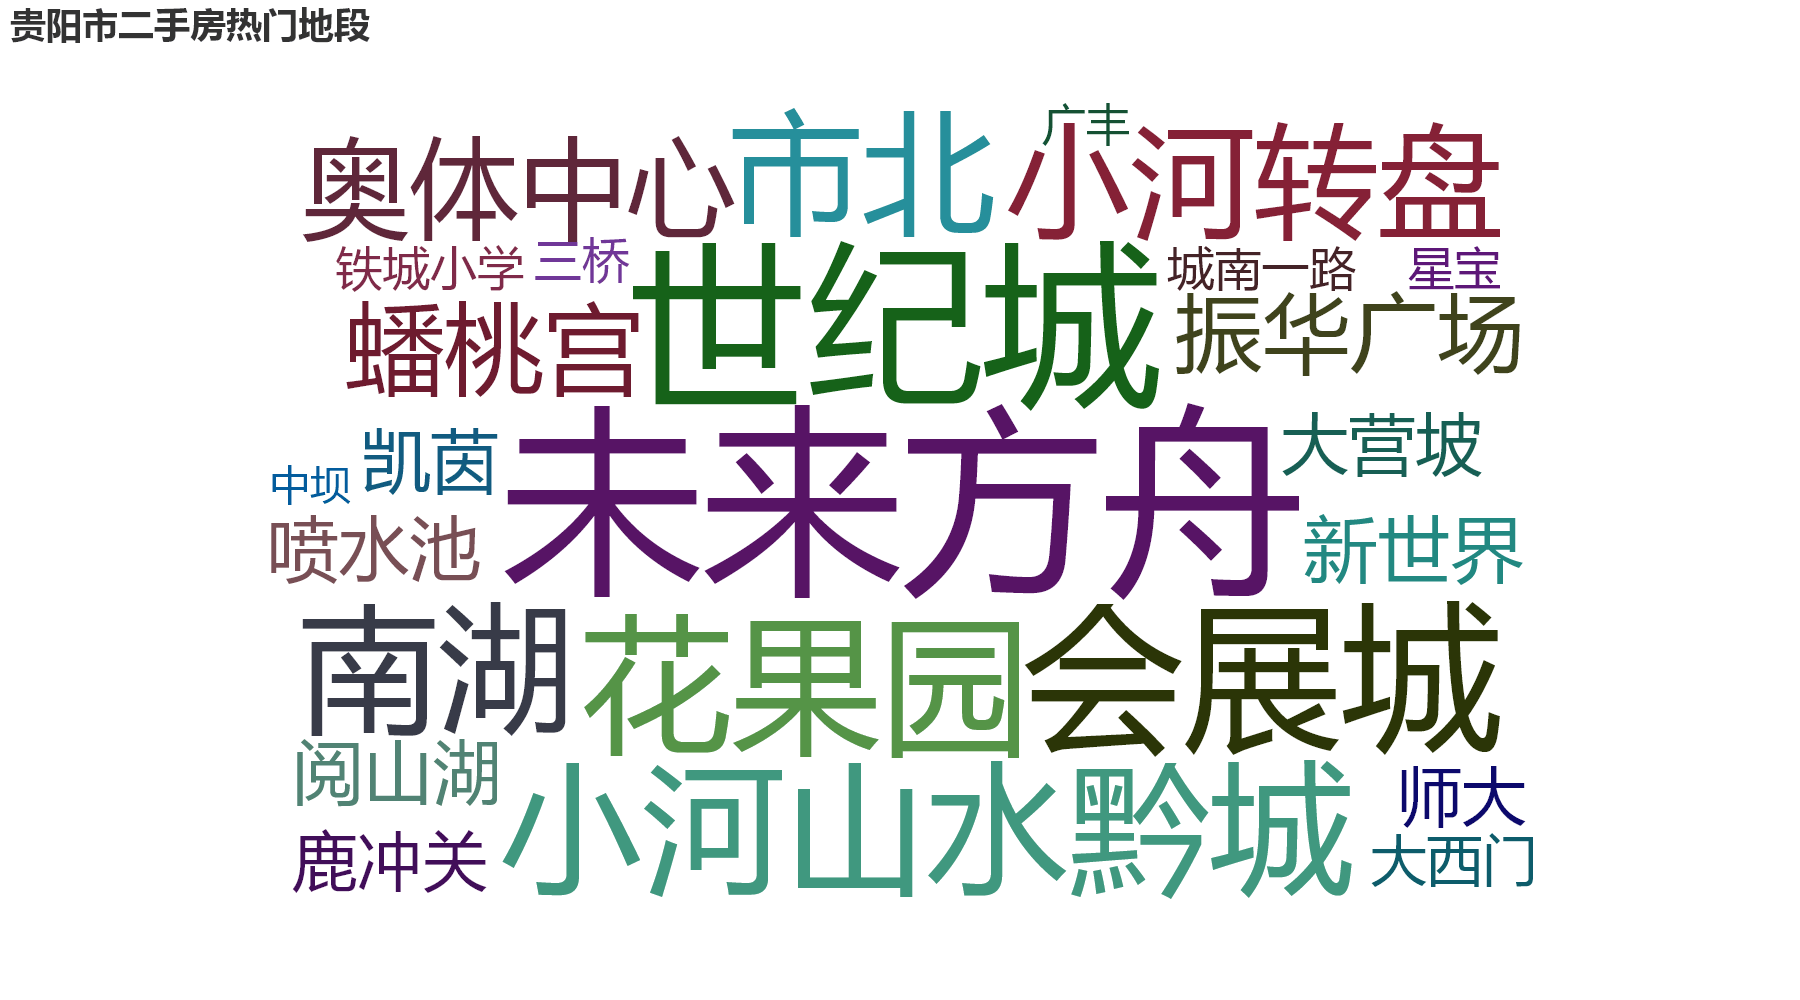 贵阳市二手房热门地段
广丰
奥体中心
市北
小河转盘
铁城小学
三桥
世纪城
城南一路
星宝
蟠桃宫
振华广场
未来方舟
凯茵
大营坡
中坝
喷水池
新世界
南湖
花果园
会展城
阅山湖
小河山水黔城
师大
鹿冲关
大西门